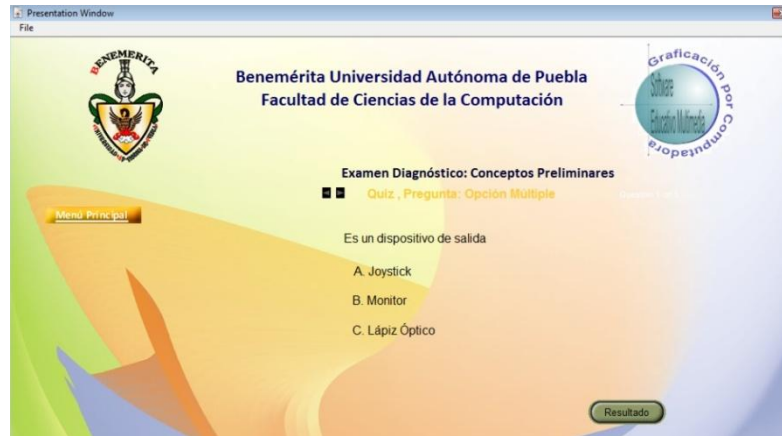 Presentation Window
File
BENEMERITA
Benemérita Universidad Autónoma de Puebla
Facultad de Ciencias de la Computación
Graficación por Computadora
Software
Educativo Multimedia
Examen Diagnóstico: Conceptos Preliminares
Quiz , Pregunta: Opción Múltiple
Menú Principal
Es un dispositivo de salida
A. Joystick
B. Monitor
C. Lápiz Óptico
Resultado